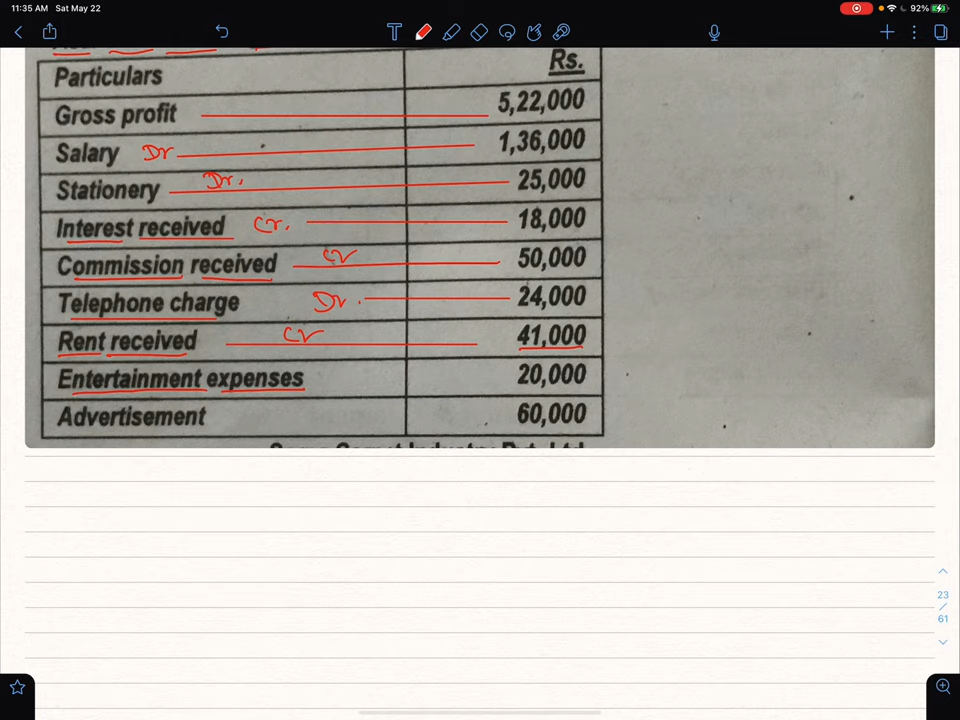 11:35 AM Sat May 22
92%
T
Particulars Rs.
Gross profit 5,22,000
Salary Dr 1,36,000
Stationery Dr. 25,000
Interest received Cr. 18,000
Commission received Cr 50,000
Telephone charge Dr. 24,000
Rent received Cr 41,000
Entertainment expenses 20,000
Advertisement 60,000
23
/
61